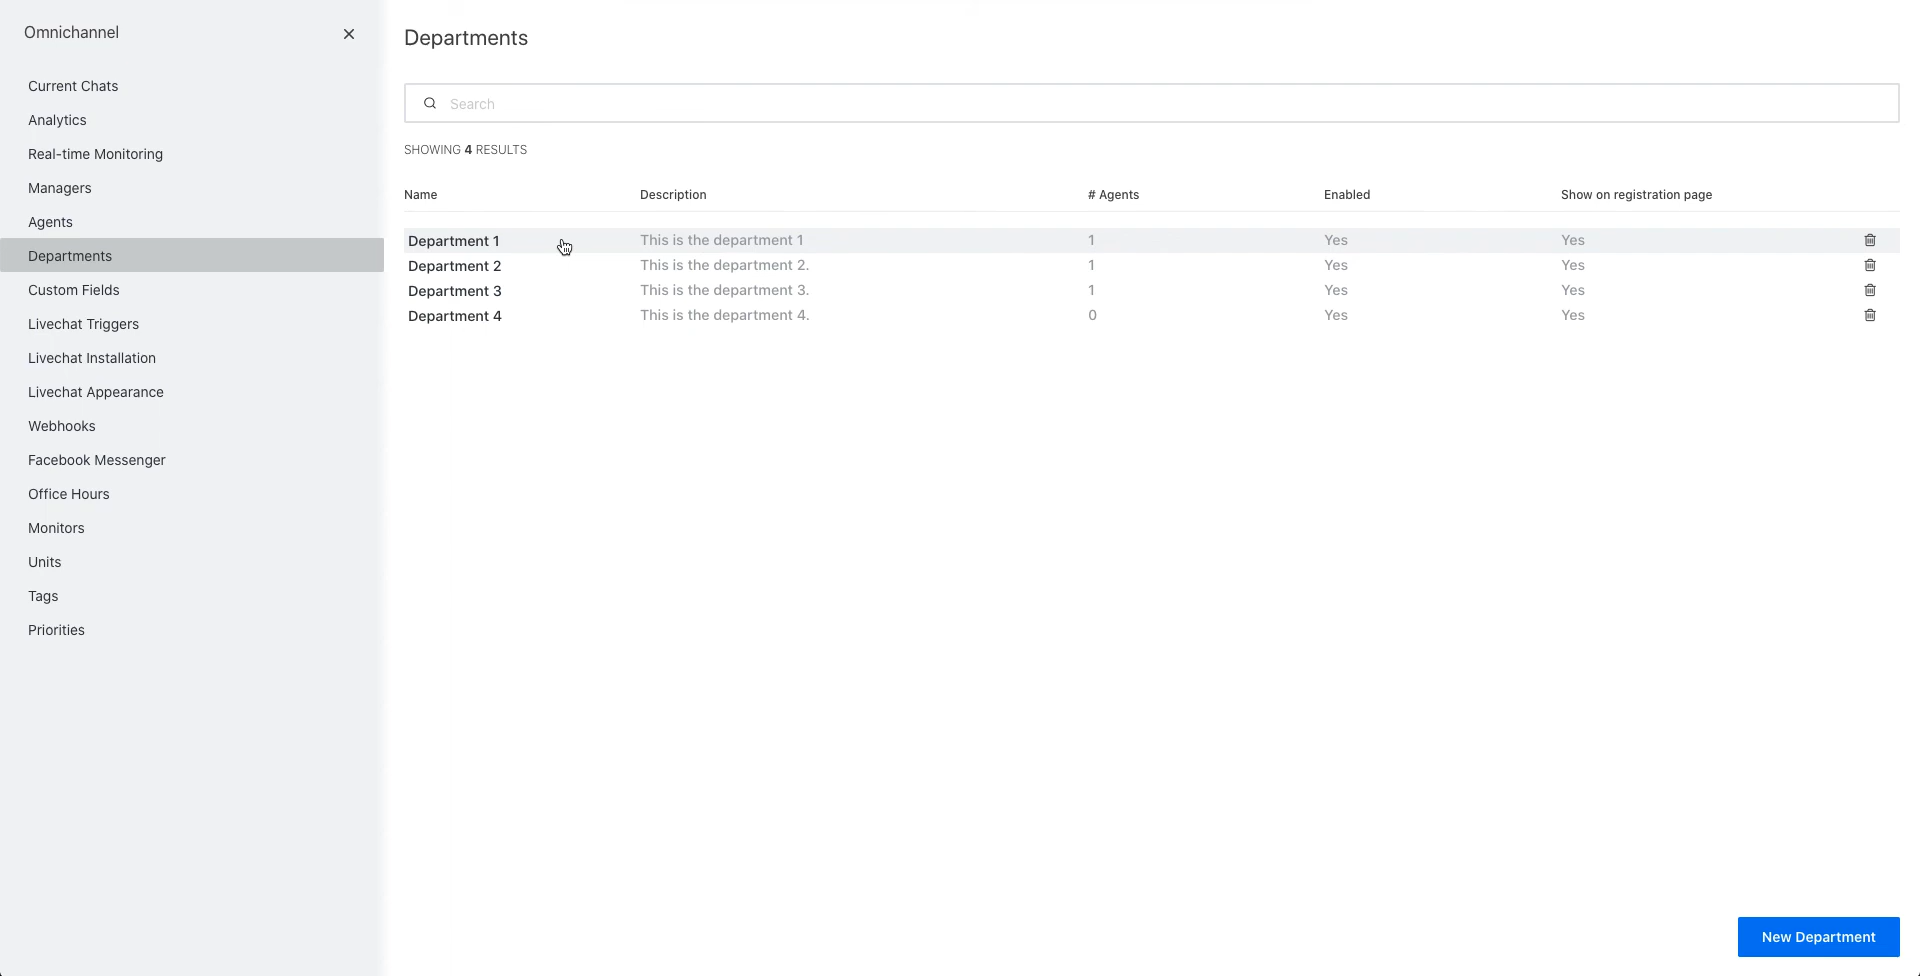 Omnichannel
Current Chats
Analytics
Real-time Monitoring
Managers
Agents
Departments
Custom Fields
Livechat Triggers
Livechat Installation
Livechat Appearance
Webhooks
Facebook Messenger
Office Hours
Monitors
Units
Tags
Priorities
Departments
Search
SHOWING 4 RESULTS
Name Description # Agents Enabled Show on registration page
Department 1 This is the department 1 1 Yes Yes
Department 2 This is the department 2. 1 Yes Yes
Department 3 This is the department 3. 1 Yes Yes
Department 4 This is the department 4. 0 Yes Yes
New Department